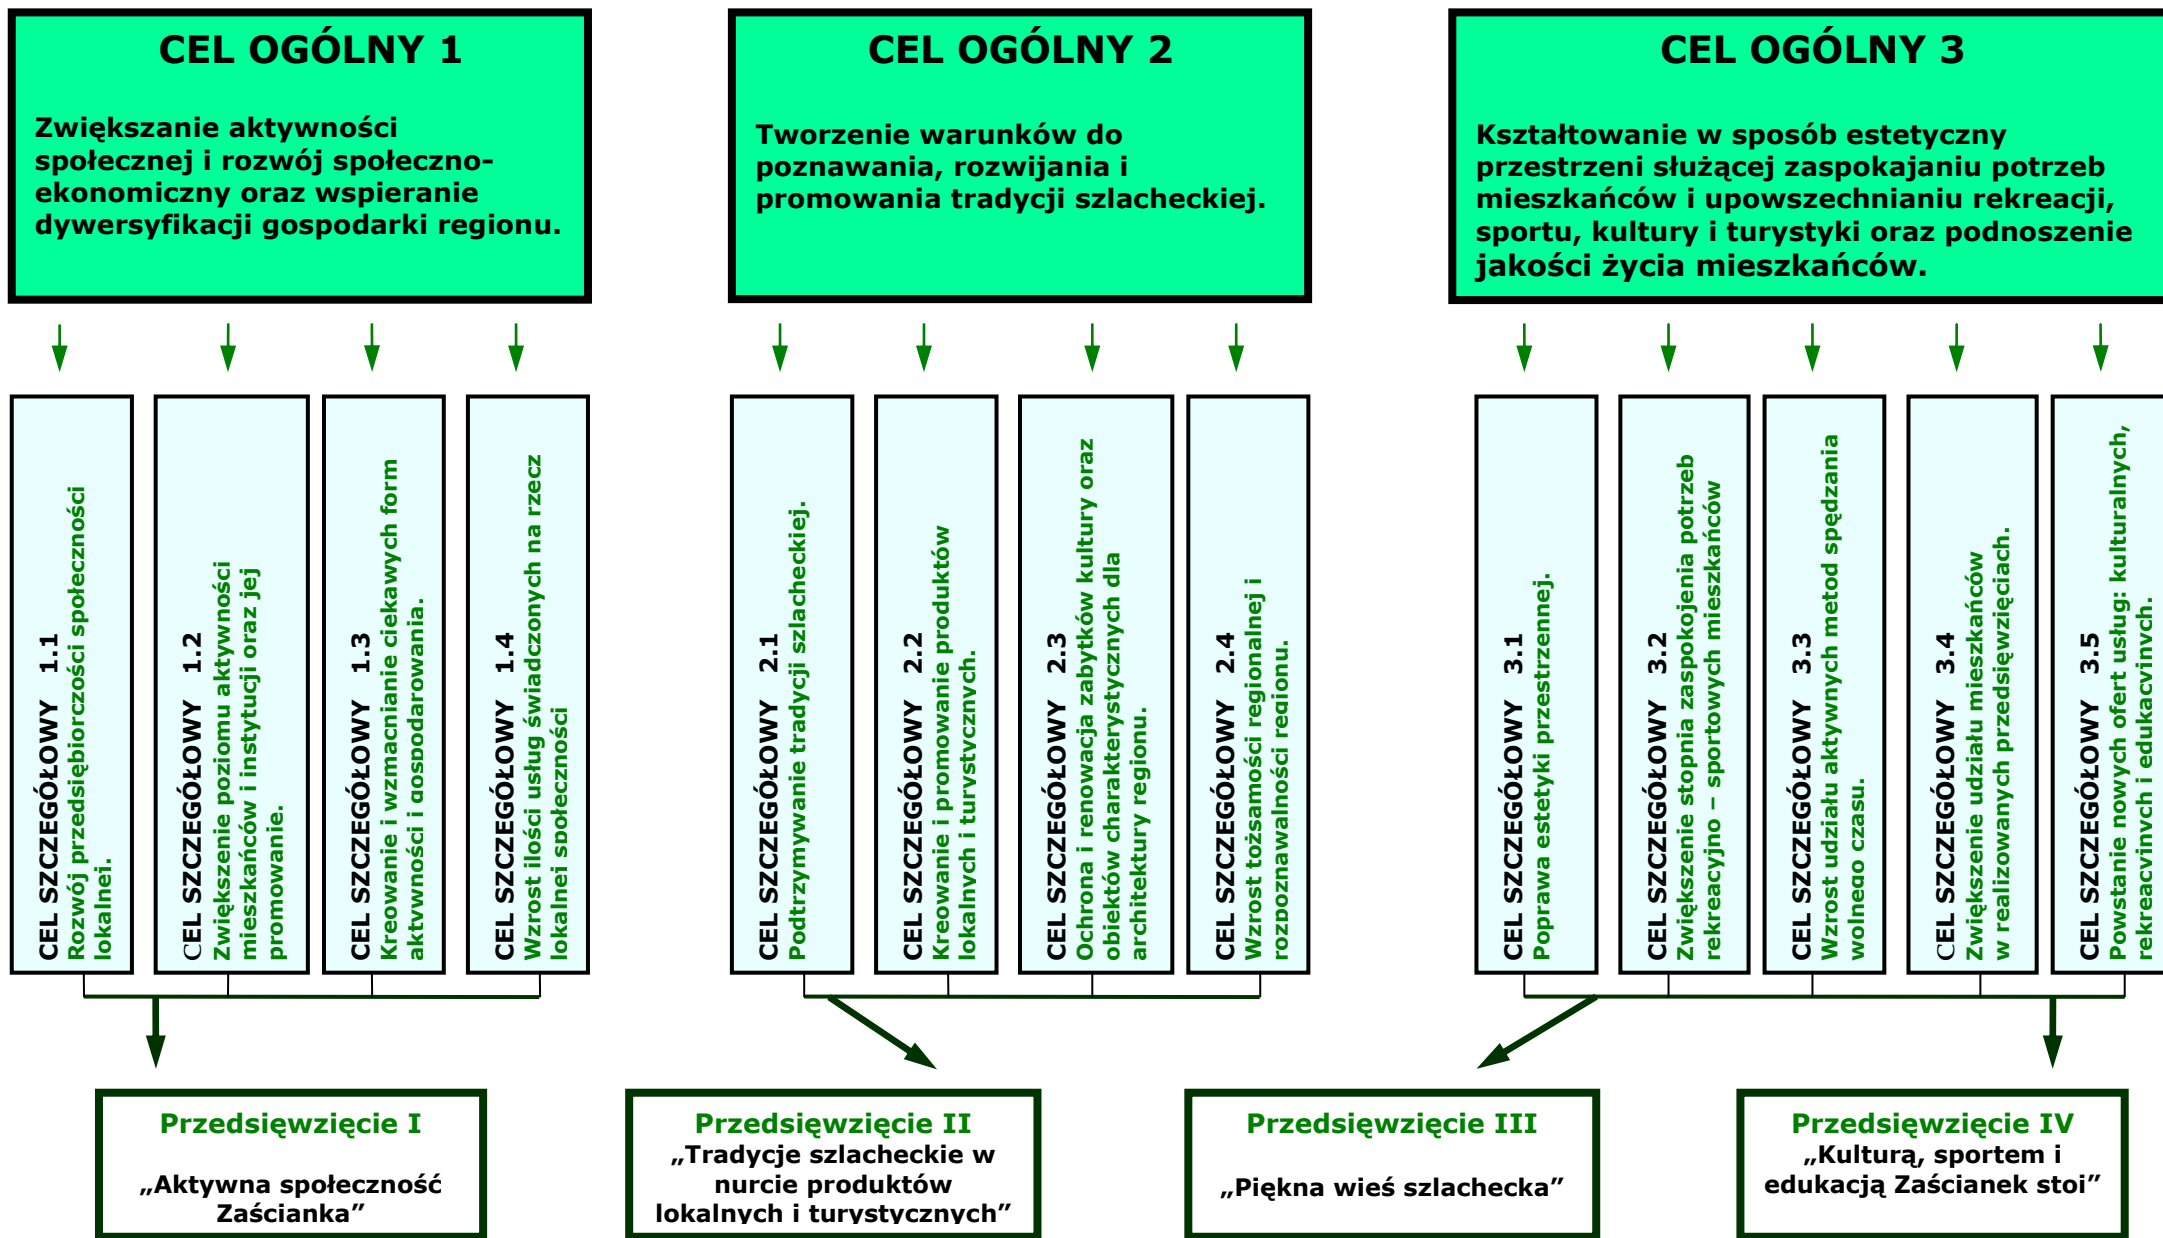 CEL OGÓLNY 1
Zwiększanie aktywności
społecznej i rozwój społeczno-
ekonomiczny oraz wspieranie
dywersyfikacji gospodarki regionu.
CEL OGÓLNY 2
Tworzenie warunków do
poznawania, rozwijania i
promowania tradycji szlacheckiej.
CEL OGÓLNY 3
Kształtowanie w sposób estetyczny
przestrzeni służącej zaspokajaniu potrzeb
mieszkańców i upowszechnianiu rekreacji,
sportu, kultury i turystyki oraz podnoszenie
jakości życia mieszkańców.
CEL SZCZEGÓŁOWY 1.1
Rozwój przedsiębiorczości społeczności
lokalnej.
CEL SZCZEGÓŁOWY 1.2
Zwiększenie poziomu aktywności
mieszkańców i instytucji oraz jej
promowanie.
CEL SZCZEGÓŁOWY 1.3
Kreowanie i wzmacnianie ciekawych form
aktywności i gospodarowania.
CEL SZCZEGÓŁOWY 1.4
Wzrost ilości usług świadczonych na rzecz
lokalnej społeczności
CEL SZCZEGÓŁOWY 2.1
Podtrzymywanie tradycji szlacheckiej.
CEL SZCZEGÓŁOWY 2.2
Kreowanie i promowanie produktów
lokalnych i turystycznych.
CEL SZCZEGÓŁOWY 2.3
Ochrona i renowacja zabytków kultury oraz
obiektów charakterystycznych dla
architektury regionu.
CEL SZCZEGÓŁOWY 2.4
Wzrost tożsamości regionalnej i
rozpoznawalności regionu.
CEL SZCZEGÓŁOWY 3.1
Poprawa estetyki przestrzennej.
CEL SZCZEGÓŁOWY 3.2
Zwiększenie stopnia zaspokojenia potrzeb
rekreacyjno – sportowych mieszkańców
CEL SZCZEGÓŁOWY 3.3
Wzrost udziału aktywnych metod spędzania
wolnego czasu.
CEL SZCZEGÓŁOWY 3.4
Zwiększenie udziału mieszkańców
w realizowanych przedsięwzięciach.
CEL SZCZEGÓŁOWY 3.5
Powstanie nowych ofert usług: kulturalnych,
rekreacyjnych i edukacyjnych.
Przedsięwzięcie I
„Aktywna społeczność
Zaścianka”
Przedsięwzięcie II
„Tradycje szlacheckie w
nurcie produktów
lokalnych i turystycznych”
Przedsięwzięcie III
„Piękna wieś szlachecka”
Przedsięwzięcie IV
„Kulturą, sportem i
edukacją Zaścianek stoi”